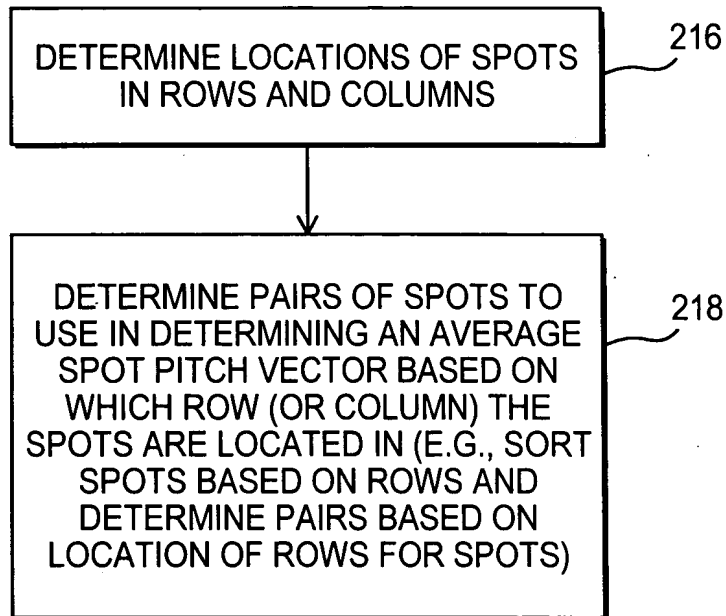 DETERMINE LOCATIONS OF SPOTS
IN ROWS AND COLUMNS
216
DETERMINE PAIRS OF SPOTS TO
USE IN DETERMINING AN AVERAGE
SPOT PITCH VECTOR BASED ON
WHICH ROW (OR COLUMN) THE
SPOTS ARE LOCATED IN (E.G., SORT
SPOTS BASED ON ROWS AND
DETERMINE PAIRS BASED ON
LOCATION OF ROWS FOR SPOTS)
218